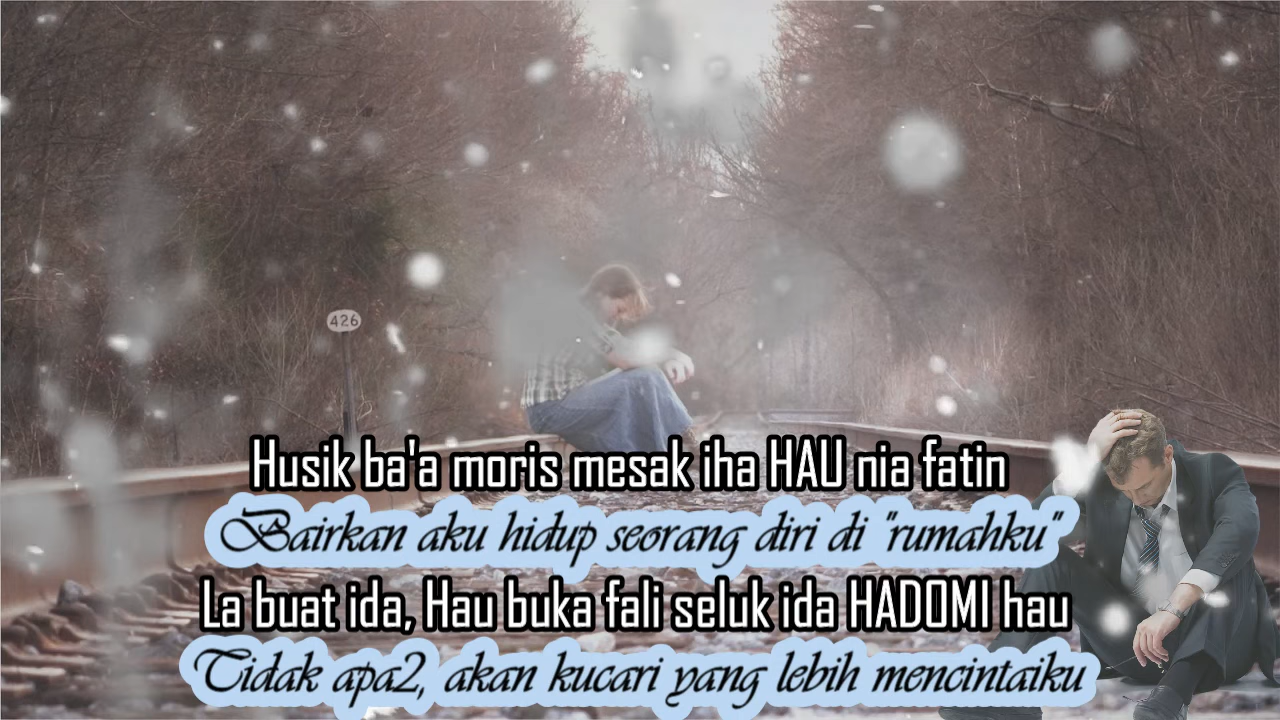 426
Husik ba'a moris mesak iha HAU nia fatin
Bairkan aku hidup seorang diri di "rumahku"
La buat ida, Hau buka fali seluk ida HADOMI hau
Tidak apa2, akan kucari yang lebih mencintaiku